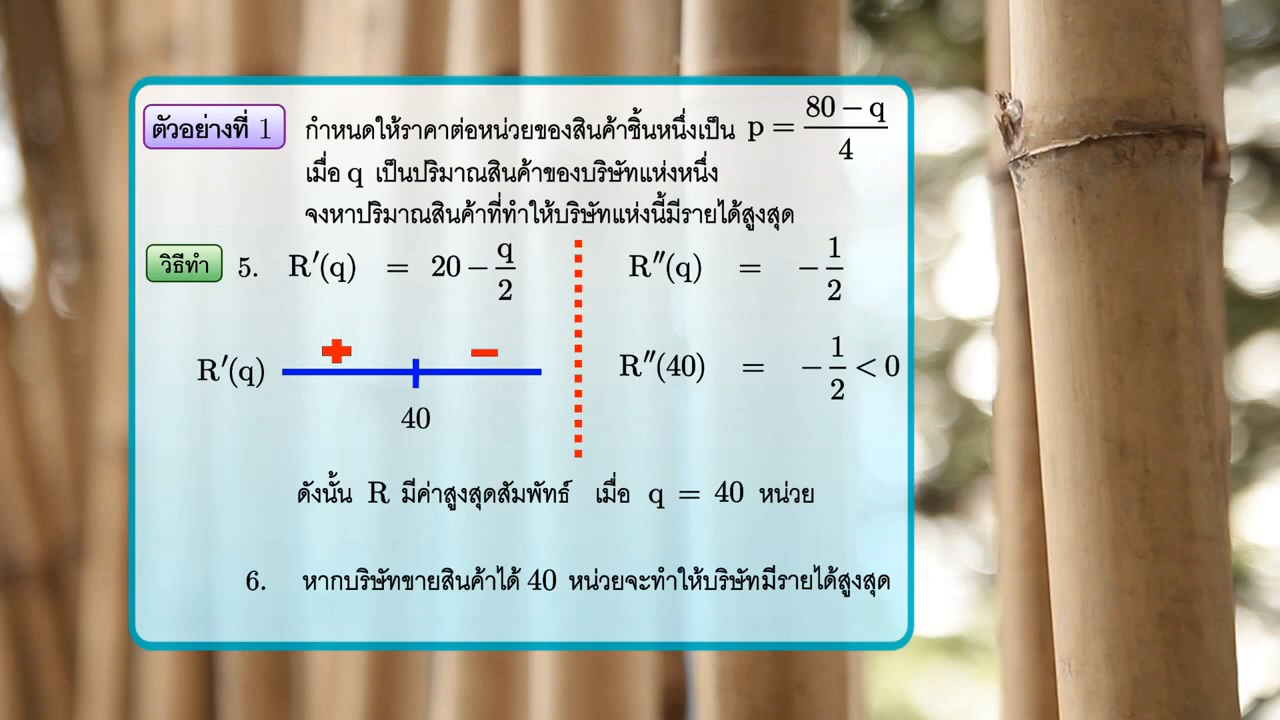 ตัวอย่างที่ 1 กำหนดให้ราคาต่อหน่วยของสินค้าชิ้นหนึ่งเป็น p = (80 − q)/4
เมื่อ q เป็นปริมาณสินค้าของบริษัทแห่งหนึ่ง
จงหาปริมาณสินค้าที่ทำให้บริษัทแห่งนี้มีรายได้สูงสุด
วิธีทำ 5. R′(q) = 20 − q/2
R″(q) = −1/2
R′(q) + −
40
R″(40) = −1/2 < 0
ดังนั้น R มีค่าสูงสุดสัมพัทธ์ เมื่อ q = 40 หน่วย
6. หากบริษัทขายสินค้าได้ 40 หน่วยจะทำให้บริษัทมีรายได้สูงสุด